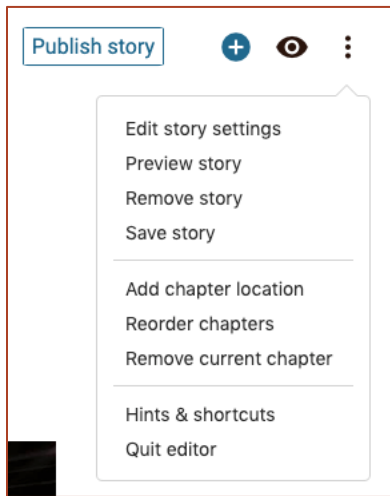 Publish story
Edit story settings
Preview story
Remove story
Save story
Add chapter location
Reorder chapters
Remove current chapter
Hints & shortcuts
Quit editor